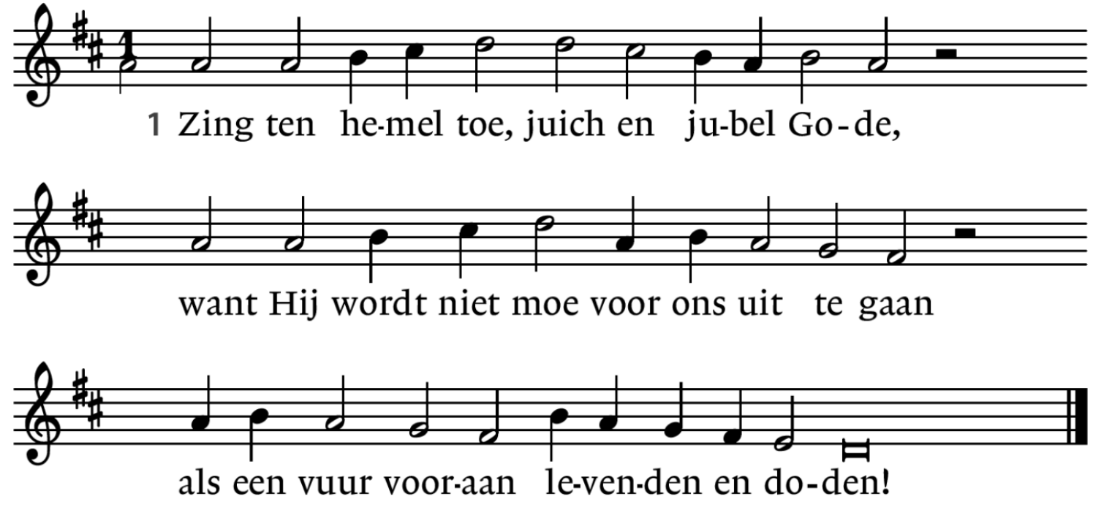 1 Zing ten he-mel toe, juich en ju-bel Go-de,
want Hij wordt niet moe voor ons uit te gaan
als een vuur voor-aan le-ven-den en do-den!